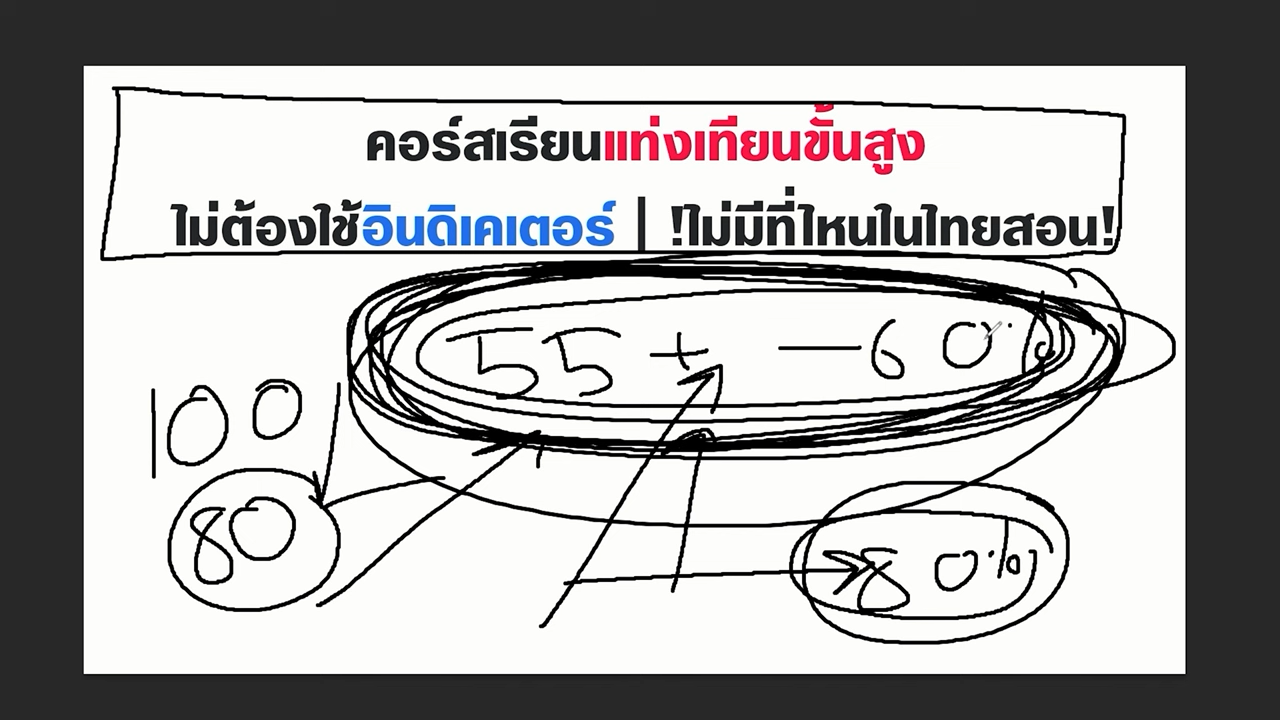 คอร์สเรียนแท่งเทียนขั้นสูง
ไม่ต้องใช้อินดิเคเตอร์ | !ไม่มีที่ไหนในไทยสอน!
55 + — 60%
100
80
80%